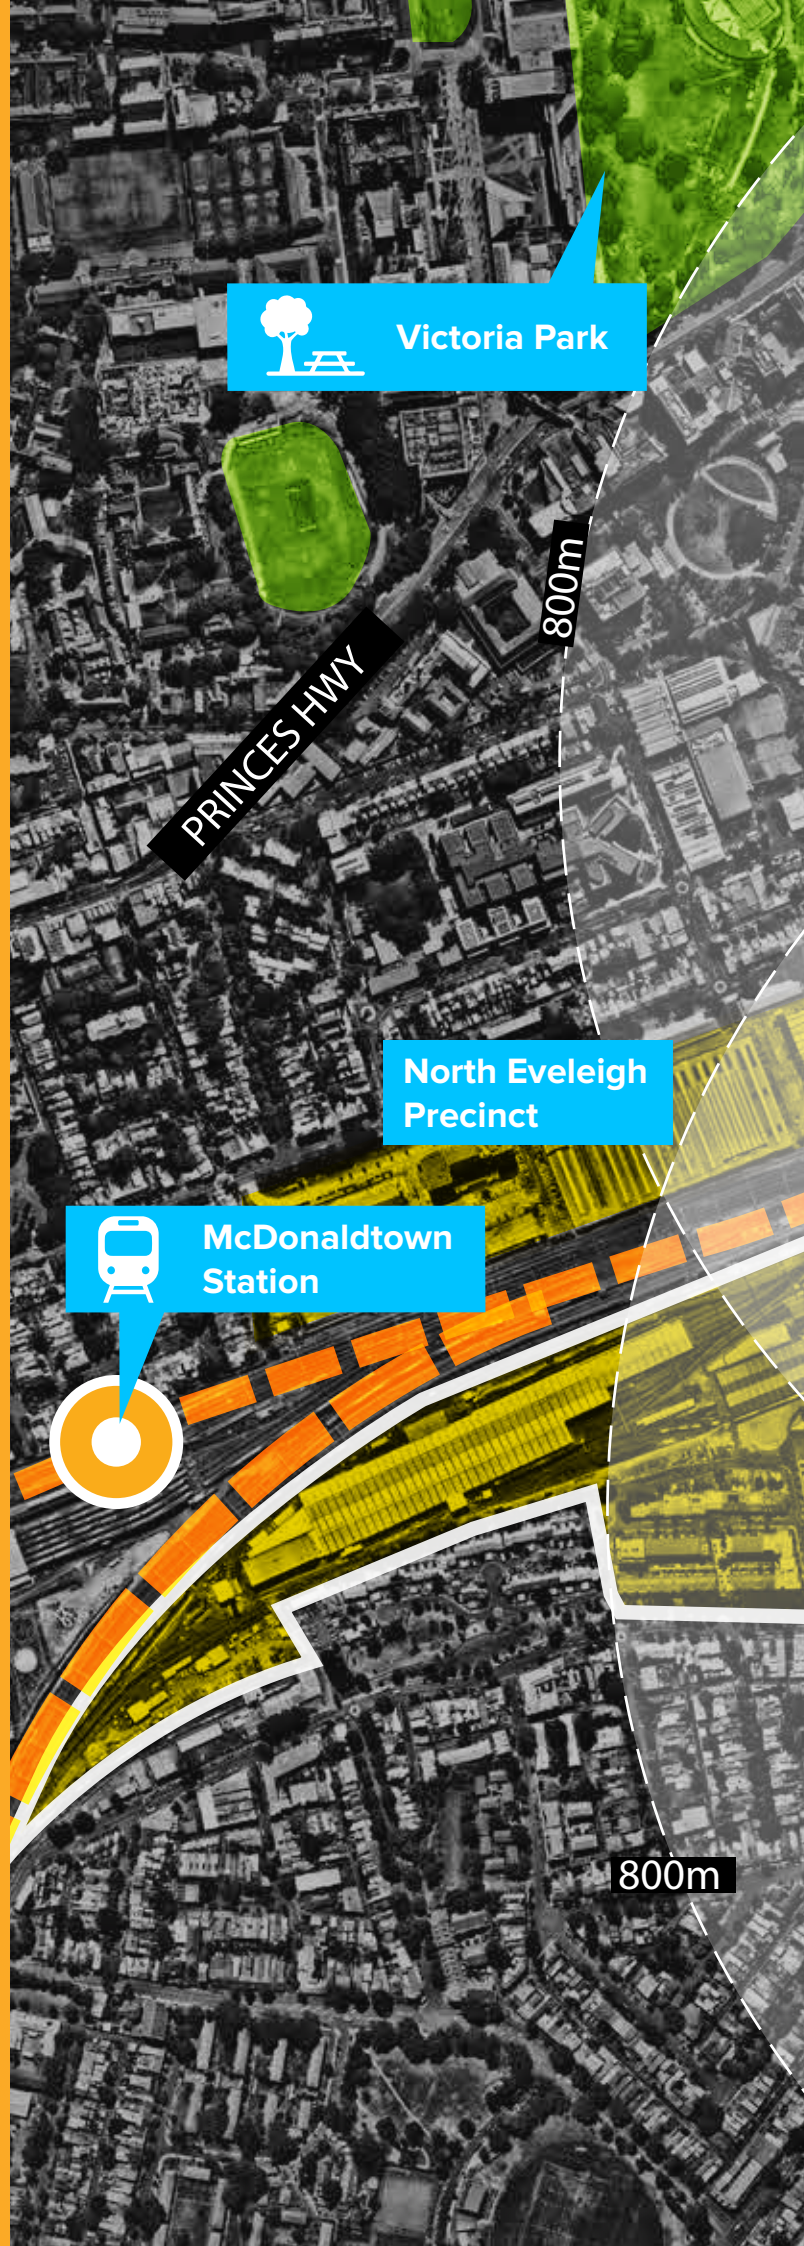 Victoria Park
800m
PRINCES HWY
North Eveleigh
Precinct
McDonaldtown
Station
800m